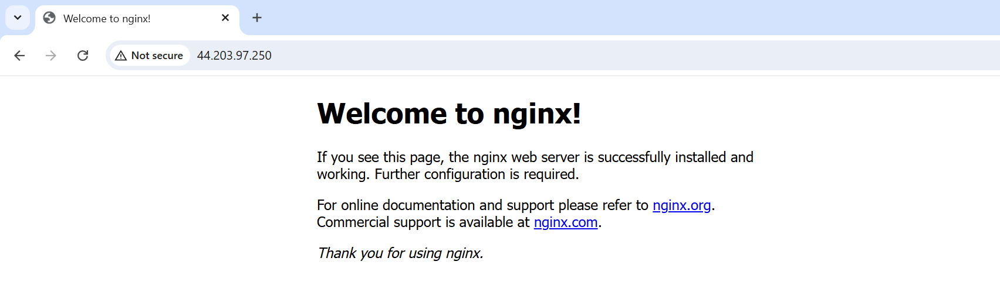 Welcome to nginx!
Not secure 44.203.97.250
Welcome to nginx!
If you see this page, the nginx web server is successfully installed and
working. Further configuration is required.
For online documentation and support please refer to nginx.org.
Commercial support is available at nginx.com.
Thank you for using nginx.